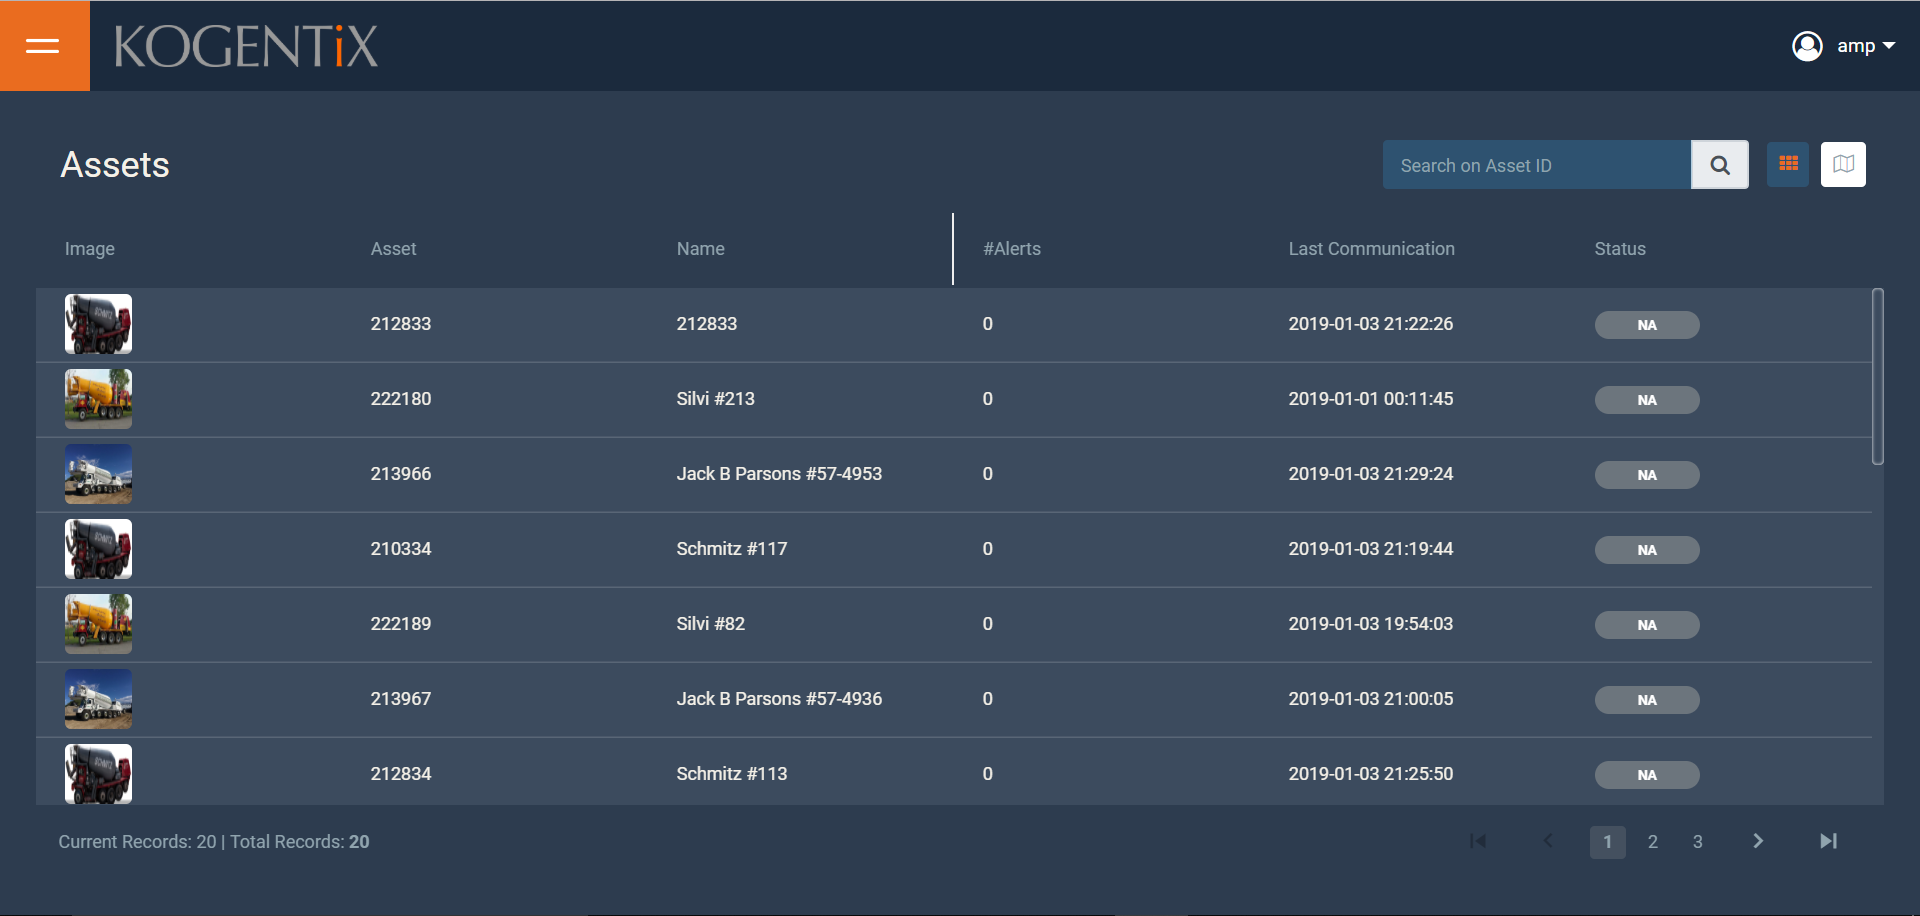 KOGENTiX
amp
Assets
Search on Asset ID
Image Asset Name #Alerts Last Communication Status
SCHMITZ
212833 212833 0 2019-01-03 21:22:26 NA
222180 Silvi #213 0 2019-01-01 00:11:45 NA
213966 Jack B Parsons #57-4953 0 2019-01-03 21:29:24 NA
SCHMITZ
210334 Schmitz #117 0 2019-01-03 21:19:44 NA
222189 Silvi #82 0 2019-01-03 19:54:03 NA
213967 Jack B Parsons #57-4936 0 2019-01-03 21:00:05 NA
SCHMITZ
212834 Schmitz #113 0 2019-01-03 21:25:50 NA
Current Records: 20 | Total Records: 20
1 2 3